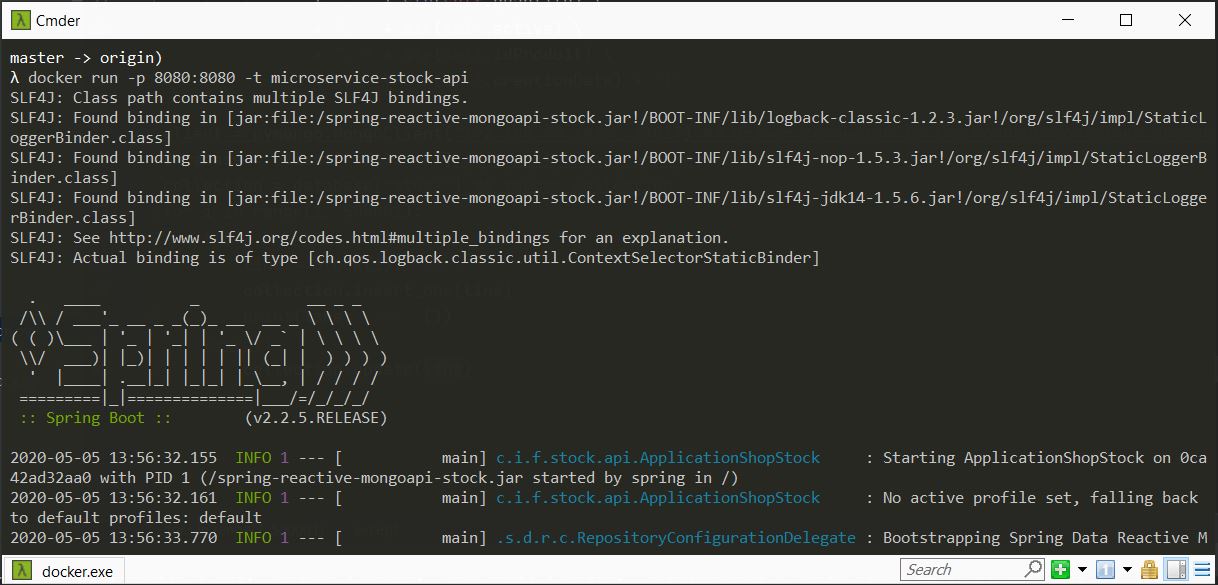 Cmder
master -> origin)
λ docker run -p 8080:8080 -t microservice-stock-api
SLF4J: Class path contains multiple SLF4J bindings.
SLF4J: Found binding in [jar:file:/spring-reactive-mongoapi-stock.jar!/BOOT-INF/lib/logback-classic-1.2.3.jar!/org/slf4j/impl/StaticL
oggerBinder.class]
SLF4J: Found binding in [jar:file:/spring-reactive-mongoapi-stock.jar!/BOOT-INF/lib/slf4j-nop-1.5.3.jar!/org/slf4j/impl/StaticLoggerB
inder.class]
SLF4J: Found binding in [jar:file:/spring-reactive-mongoapi-stock.jar!/BOOT-INF/lib/slf4j-jdk14-1.5.6.jar!/org/slf4j/impl/StaticLogge
rBinder.class]
SLF4J: See http://www.slf4j.org/codes.html#multiple_bindings for an explanation.
SLF4J: Actual binding is of type [ch.qos.logback.classic.util.ContextSelectorStaticBinder]
Spring
:: Spring Boot ::        (v2.2.5.RELEASE)
2020-05-05 13:56:32.155  INFO 1 --- [           main] c.i.f.stock.api.ApplicationShopStock     : Starting ApplicationShopStock on 0ca
42ad32aa0 with PID 1 (/spring-reactive-mongoapi-stock.jar started by spring in /)
2020-05-05 13:56:32.161  INFO 1 --- [           main] c.i.f.stock.api.ApplicationShopStock     : No active profile set, falling back
to default profiles: default
2020-05-05 13:56:33.770  INFO 1 --- [           main] .s.d.r.c.RepositoryConfigurationDelegate : Bootstrapping Spring Data Reactive M
docker.exe
Search